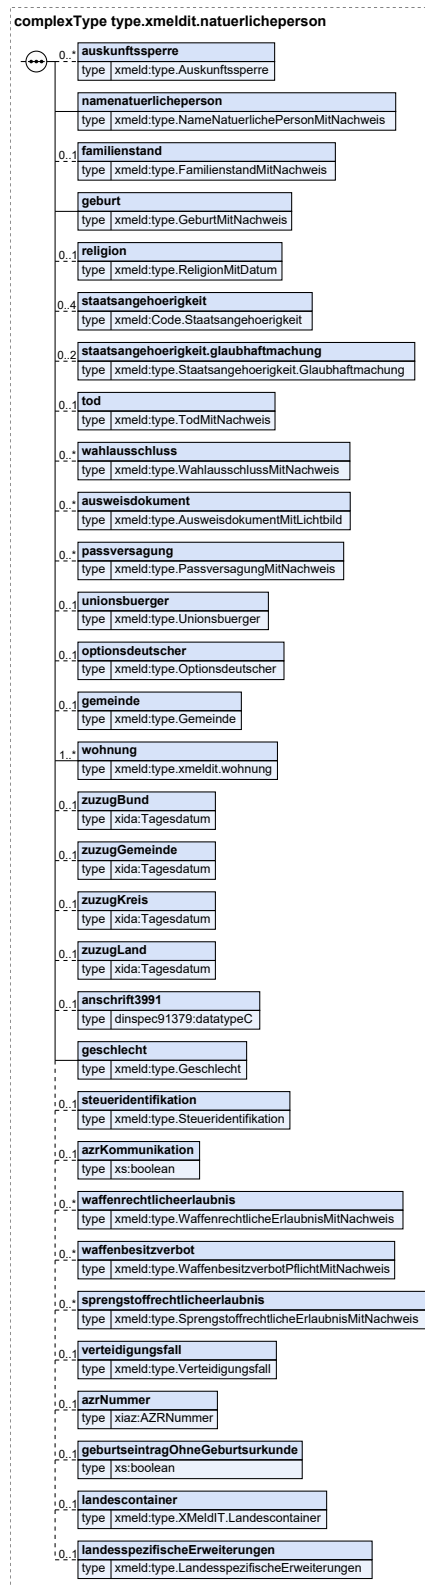 complexType type.xmeldit.natuerlicheperson
0..* auskunftssperre
type xmeld:type.Auskunftssperre
namenatuerlicheperson
type xmeld:type.NameNatuerlichePersonMitNachweis
0..1 familienstand
type xmeld:type.FamilienstandMitNachweis
geburt
type xmeld:type.GeburtMitNachweis
0..1 religion
type xmeld:type.ReligionMitDatum
0..4 staatsangehoerigkeit
type xmeld:Code.Staatsangehoerigkeit
0..2 staatsangehoerigkeit.glaubhaftmachung
type xmeld:type.Staatsangehoerigkeit.Glaubhaftmachung
0..1 tod
type xmeld:type.TodMitNachweis
0..* wahlausschluss
type xmeld:type.WahlausschlussMitNachweis
0..* ausweisdokument
type xmeld:type.AusweisdokumentMitLichtbild
0..* passversagung
type xmeld:type.PassversagungMitNachweis
0..1 unionsbuerger
type xmeld:type.Unionsbuerger
0..1 optionsdeutscher
type xmeld:type.Optionsdeutscher
0..1 gemeinde
type xmeld:type.Gemeinde
1..* wohnung
type xmeld:type.xmeldit.wohnung
0..1 zuzugBund
type xida:Tagesdatum
0..1 zuzugGemeinde
type xida:Tagesdatum
0..1 zuzugKreis
type xida:Tagesdatum
0..1 zuzugLand
type xida:Tagesdatum
0..1 anschrift3991
type dinspec91379:datatypeC
geschlecht
type xmeld:type.Geschlecht
0..1 steueridentifikation
type xmeld:type.Steueridentifikation
0..1 azrKommunikation
type xs:boolean
0..* waffenrechtlicheerlaubnis
type xmeld:type.WaffenrechtlicheErlaubnisMitNachweis
0..* waffenbesitzverbot
type xmeld:type.WaffenbesitzverbotPflichtMitNachweis
0..* sprengstoffrechtlicheerlaubnis
type xmeld:type.SprengstoffrechtlicheErlaubnisMitNachweis
0..1 verteidigungsfall
type xmeld:type.Verteidigungsfall
0..1 azrNummer
type xiaz:AZRNummer
0..1 geburtseintragOhneGeburtsurkunde
type xs:boolean
0..1 landescontainer
type xmeld:type.XMeldIT.Landescontainer
0..1 landesspezifischeErweiterungen
type xmeld:type.LandesspezifischeErweiterungen